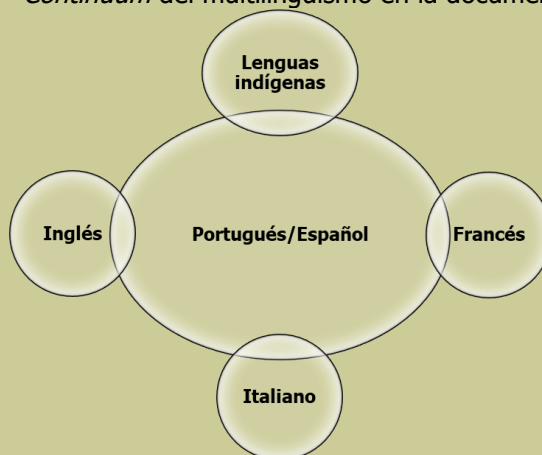 Continuum del multilingüismo en la
Lenguas
indígenas
Inglés
Portugués/Español
Francés
Italiano